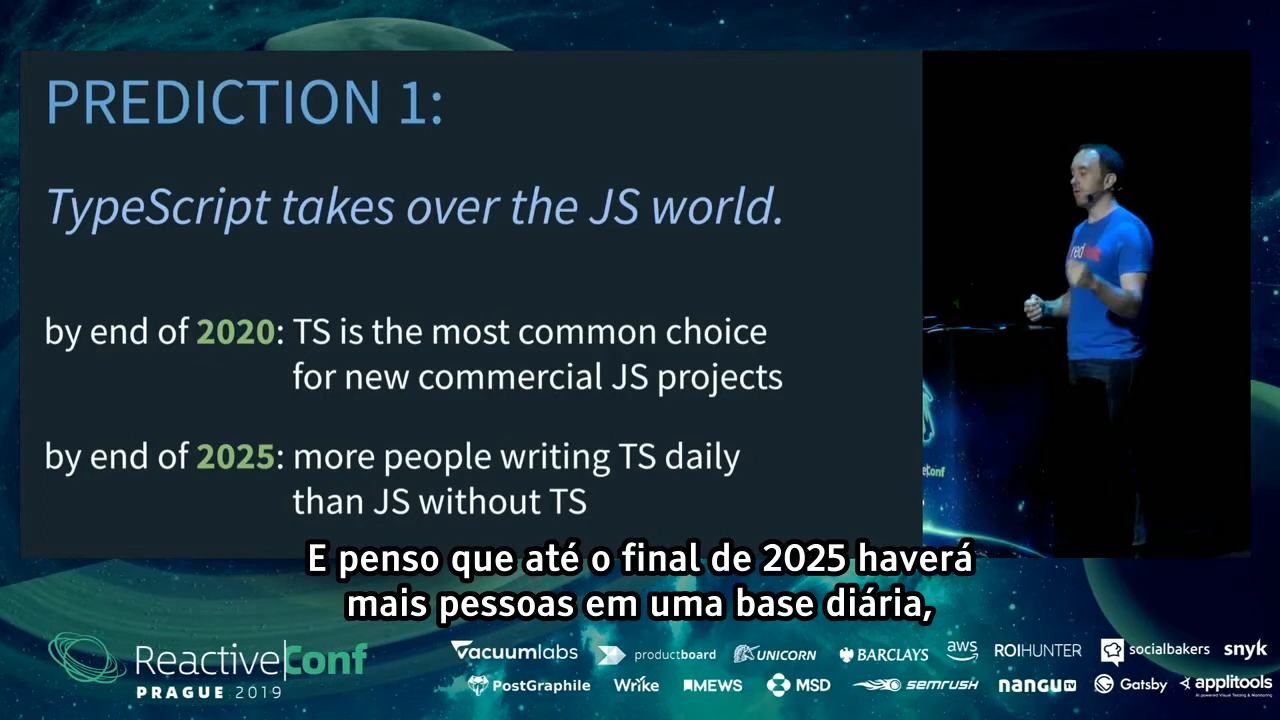 PREDICTION 1:
TypeScript takes over the JS world.
by end of 2020: TS is the most common choice
for new commercial JS projects
by end of 2025: more people writing TS daily
than JS without TS
red
Conf
E penso que até o final de 2025 haverá
mais pessoas em uma base diária,
ReactiveConf
PRAGUE 2019
vacuumlabs productboard UNICORN BARCLAYS aws ROIHUNTER socialbakers snyk
PostGraphile Wrike MEWS MSD semrush nangu TV Gatsby applitools